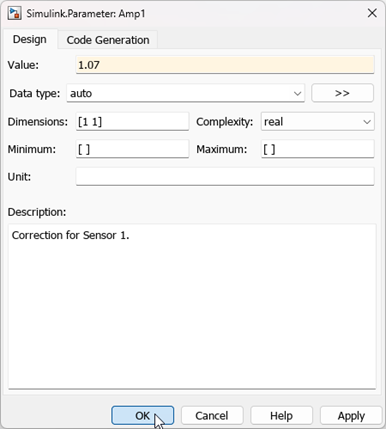 Simulink.Parameter: Amp1
Design Code Generation
Value: 1.07
Data type: auto >>
Dimensions: [1 1] Complexity: real
Minimum: [ ] Maximum: [ ]
Unit:
Description:
Correction for Sensor 1.
OK Cancel Help Apply